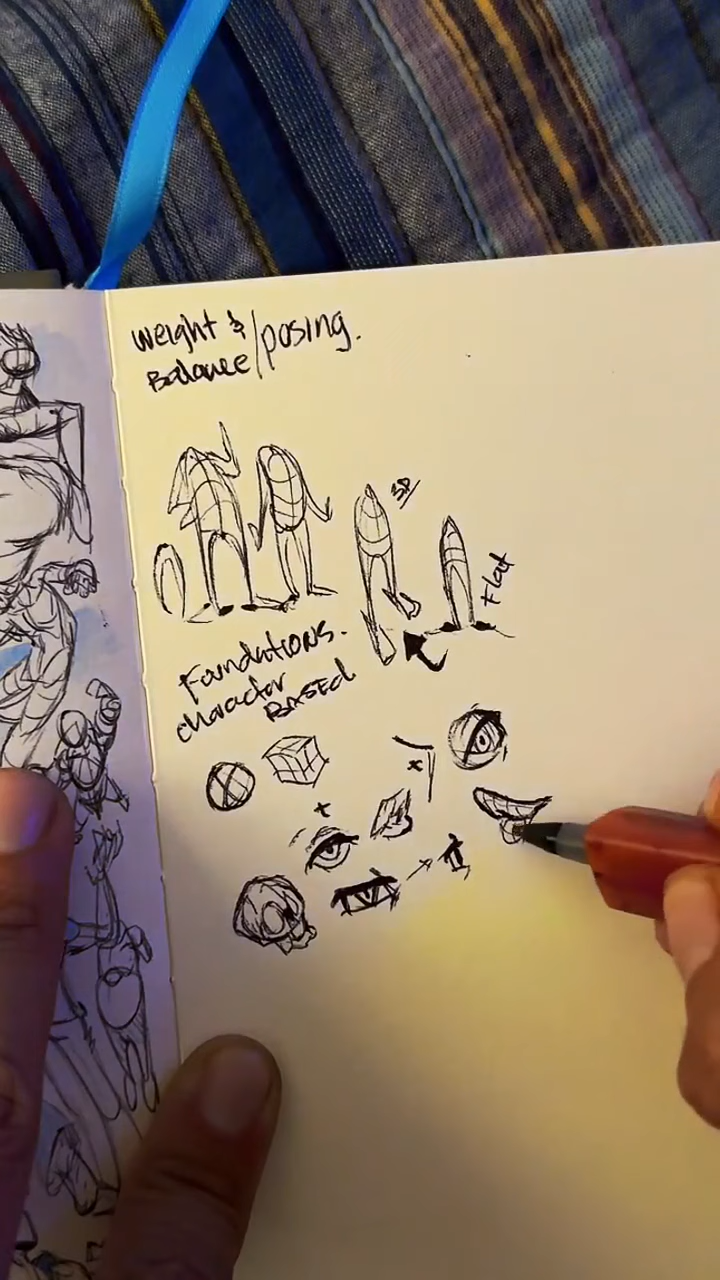 weight & /posing.
Balance
3D
Flat
Foundations.
character
BASED